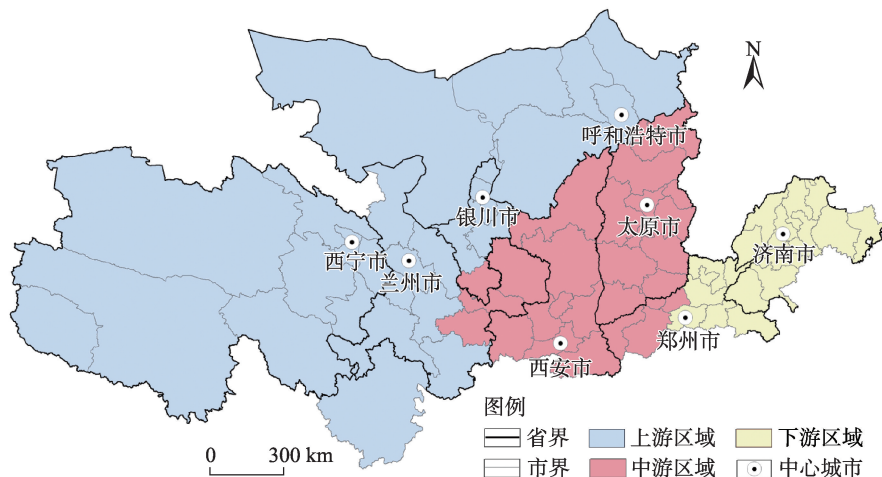 N
呼和浩特市
银川市
太原市
西宁市
兰州市
济南市
郑州市
西安市
图例
省界
上游区域
下游区域
市界
中游区域
中心城市
0 300 km